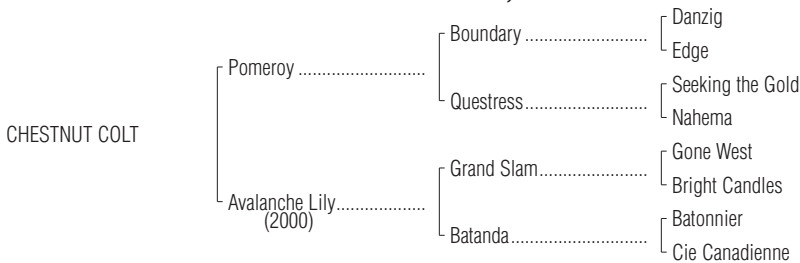 Danzig
Boundary ..............................
Edge
Pomeroy ..........................
Seeking the Gold
Questress..............................
Nahema
CHESTNUT COLT
Gone West
Grand Slam...........................
Bright Candles
Avalanche Lily...................
(2000)
Batonnier
Batanda.................................
Cie Canadienne